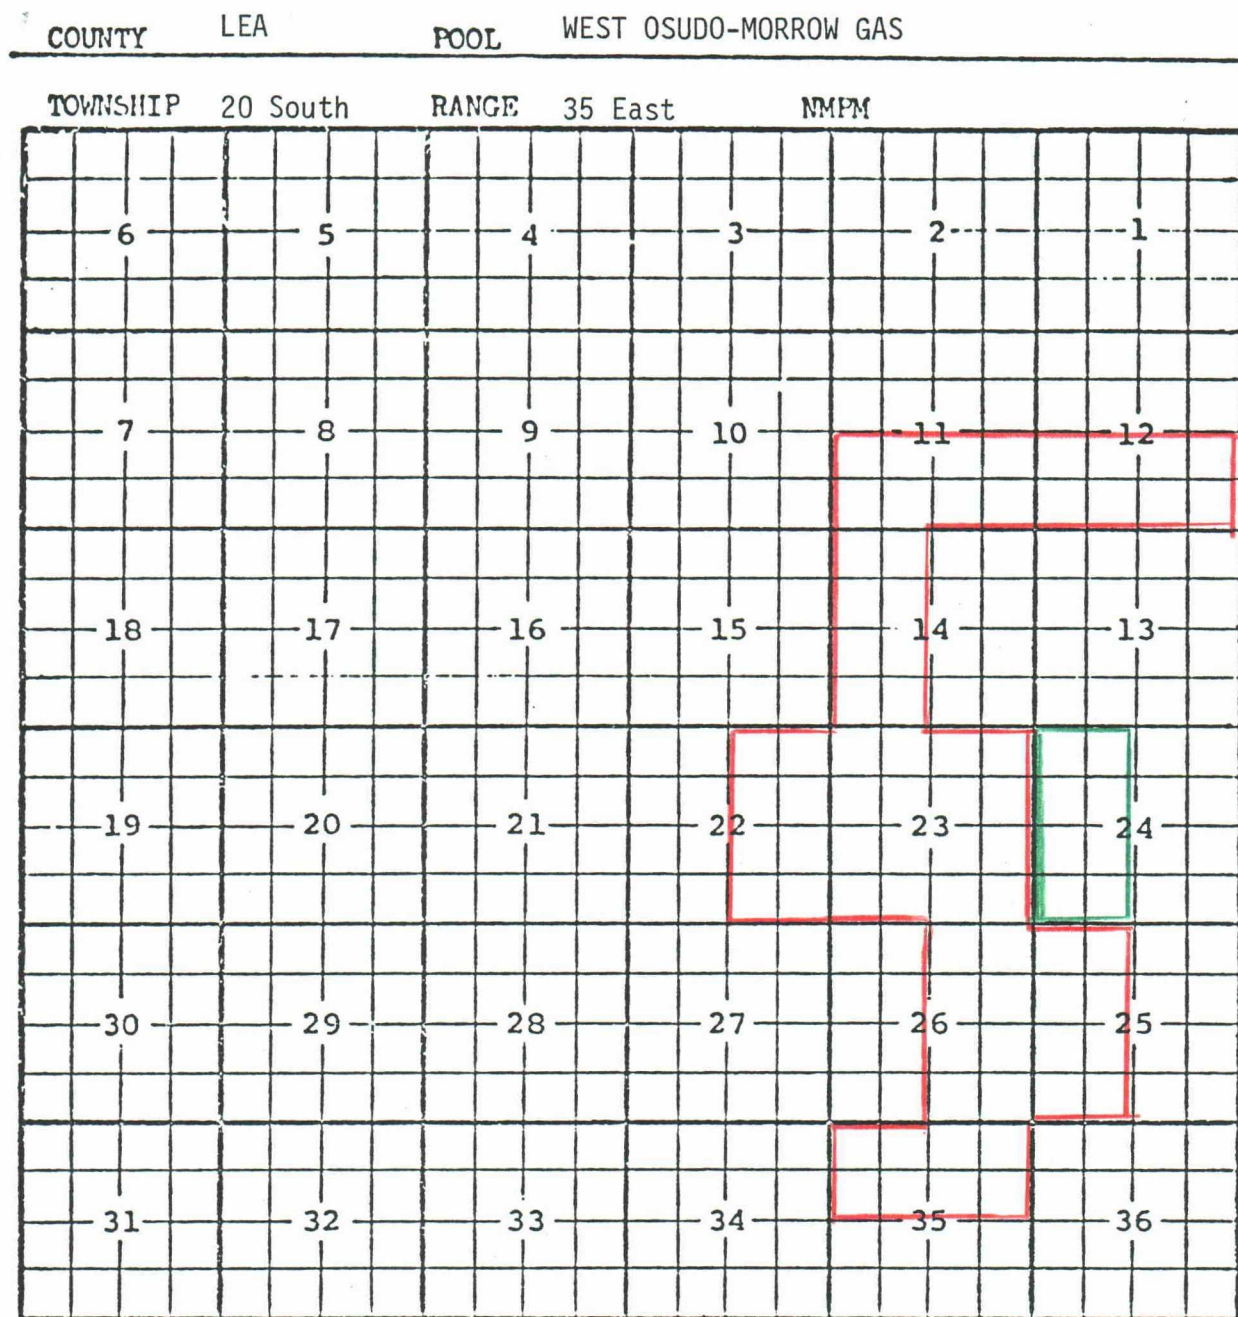 COUNTY LEA POOL WEST OSUDO-MORROW GAS
TOWNSHIP 20 South RANGE 35 East NMPM
6 5 4 3 2 1
7 8 9 10 11 12
18 17 16 15 14 13
19 20 21 22 23 24
30 29 28 27 26 25
31 32 33 34 35 36